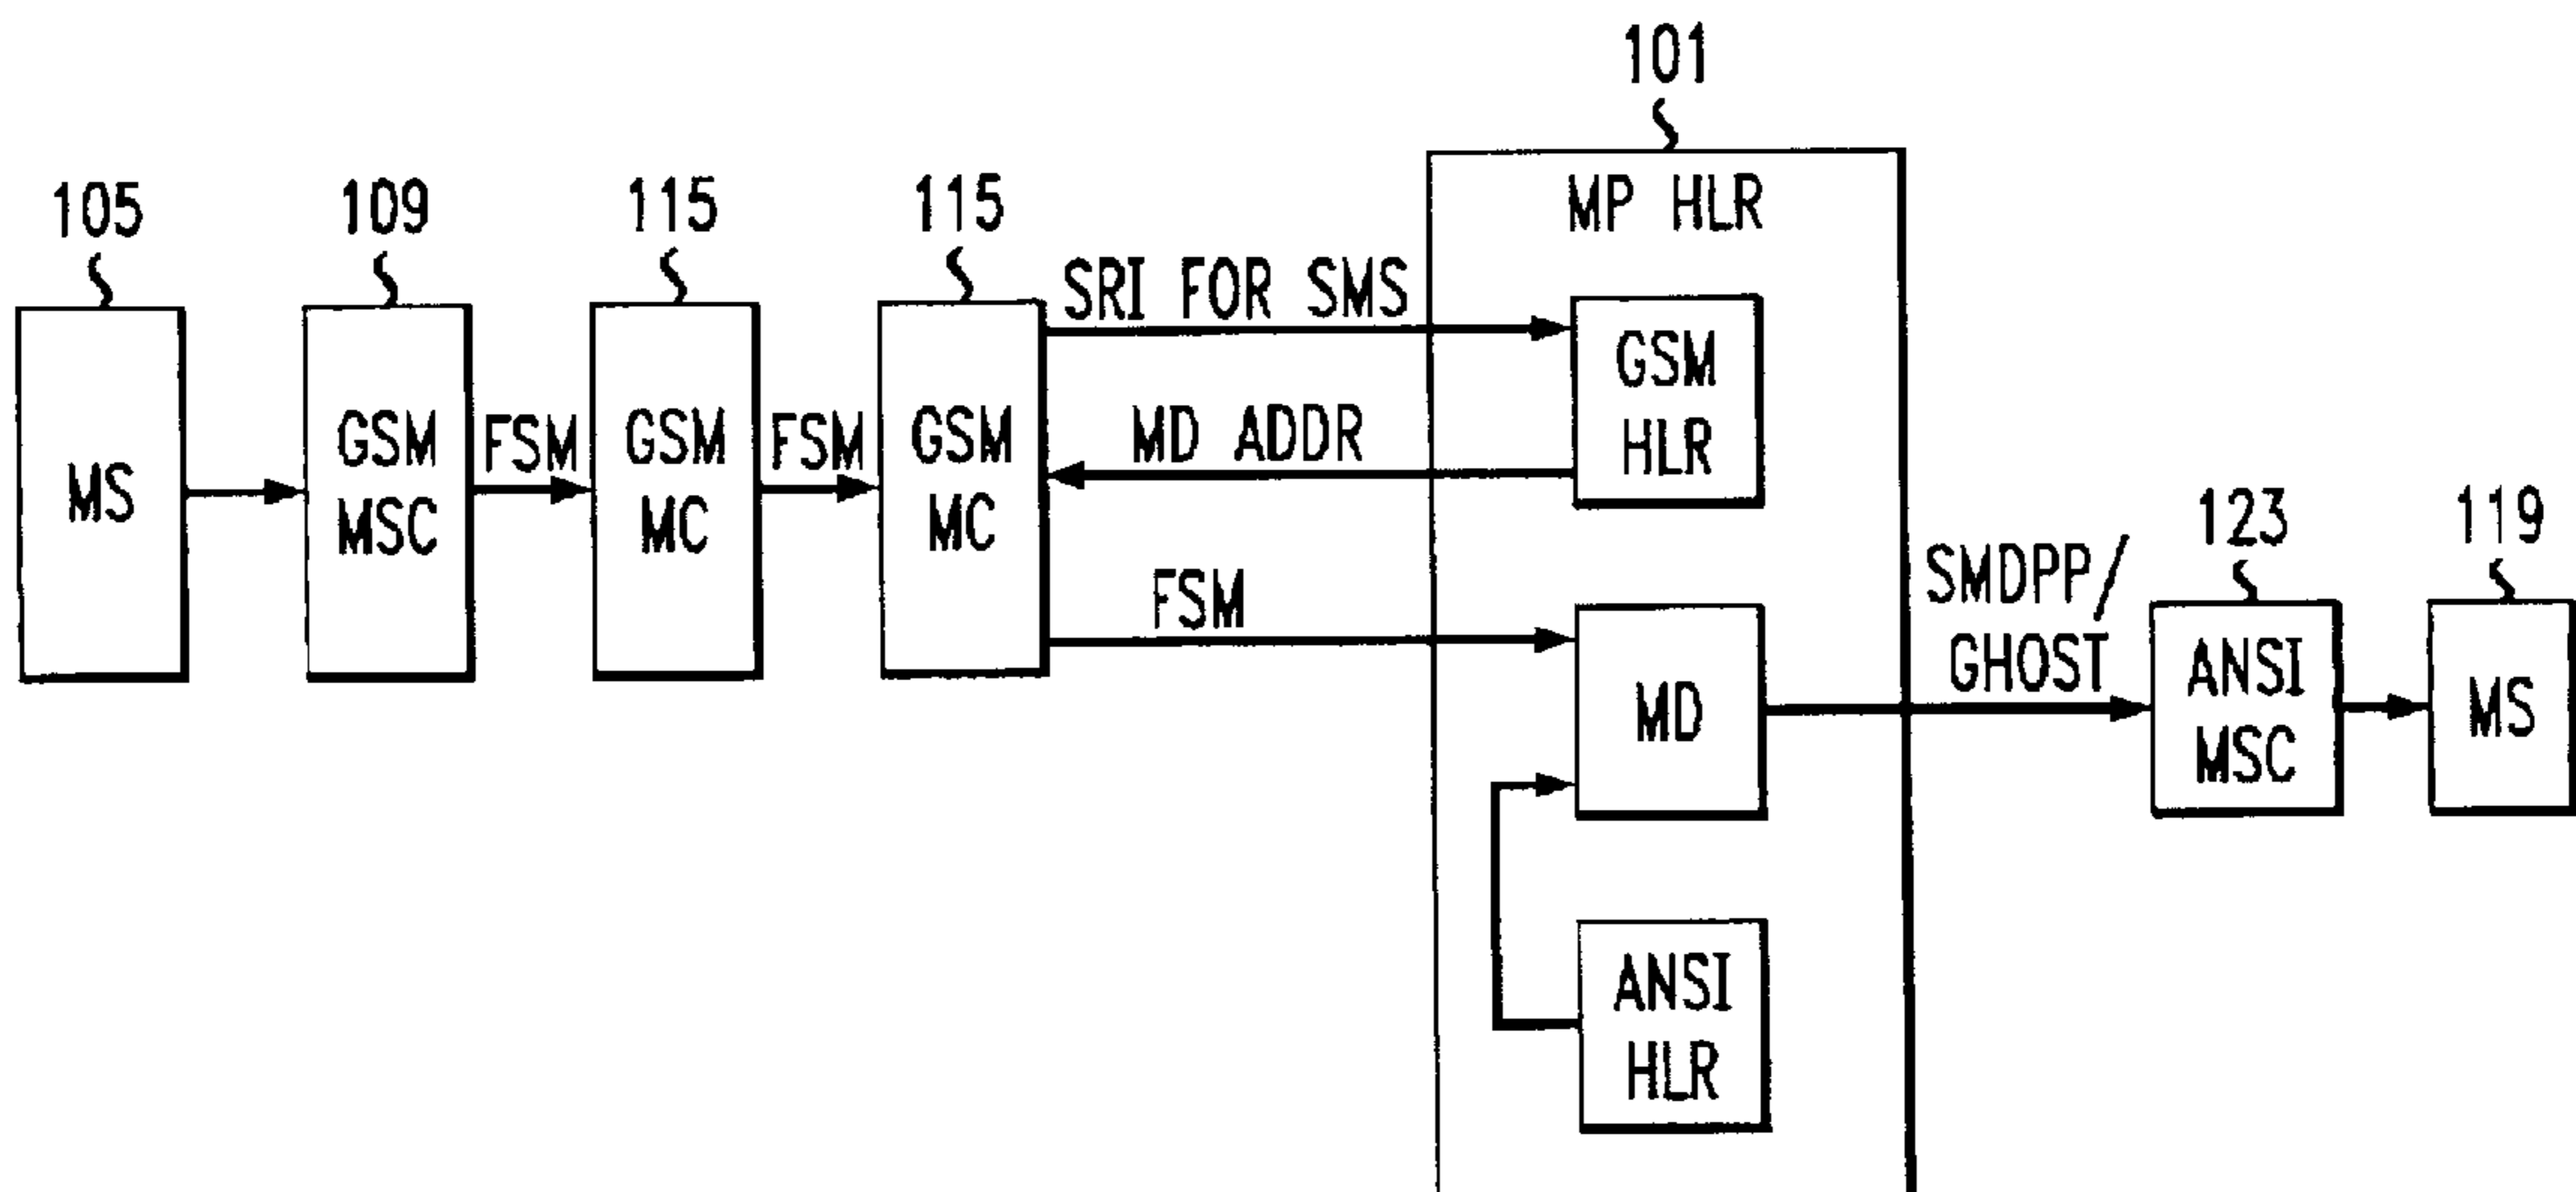 101
MP HLR
105
109
115
115
SRI FOR SMS
GSM
HLR
MD ADDR
MS
GSM
MSC
FSM
GSM
MC
FSM
GSM
MC
FSM
MD
SMDPP/
GHOST
123
119
ANSI
MSC
MS
ANSI
HLR